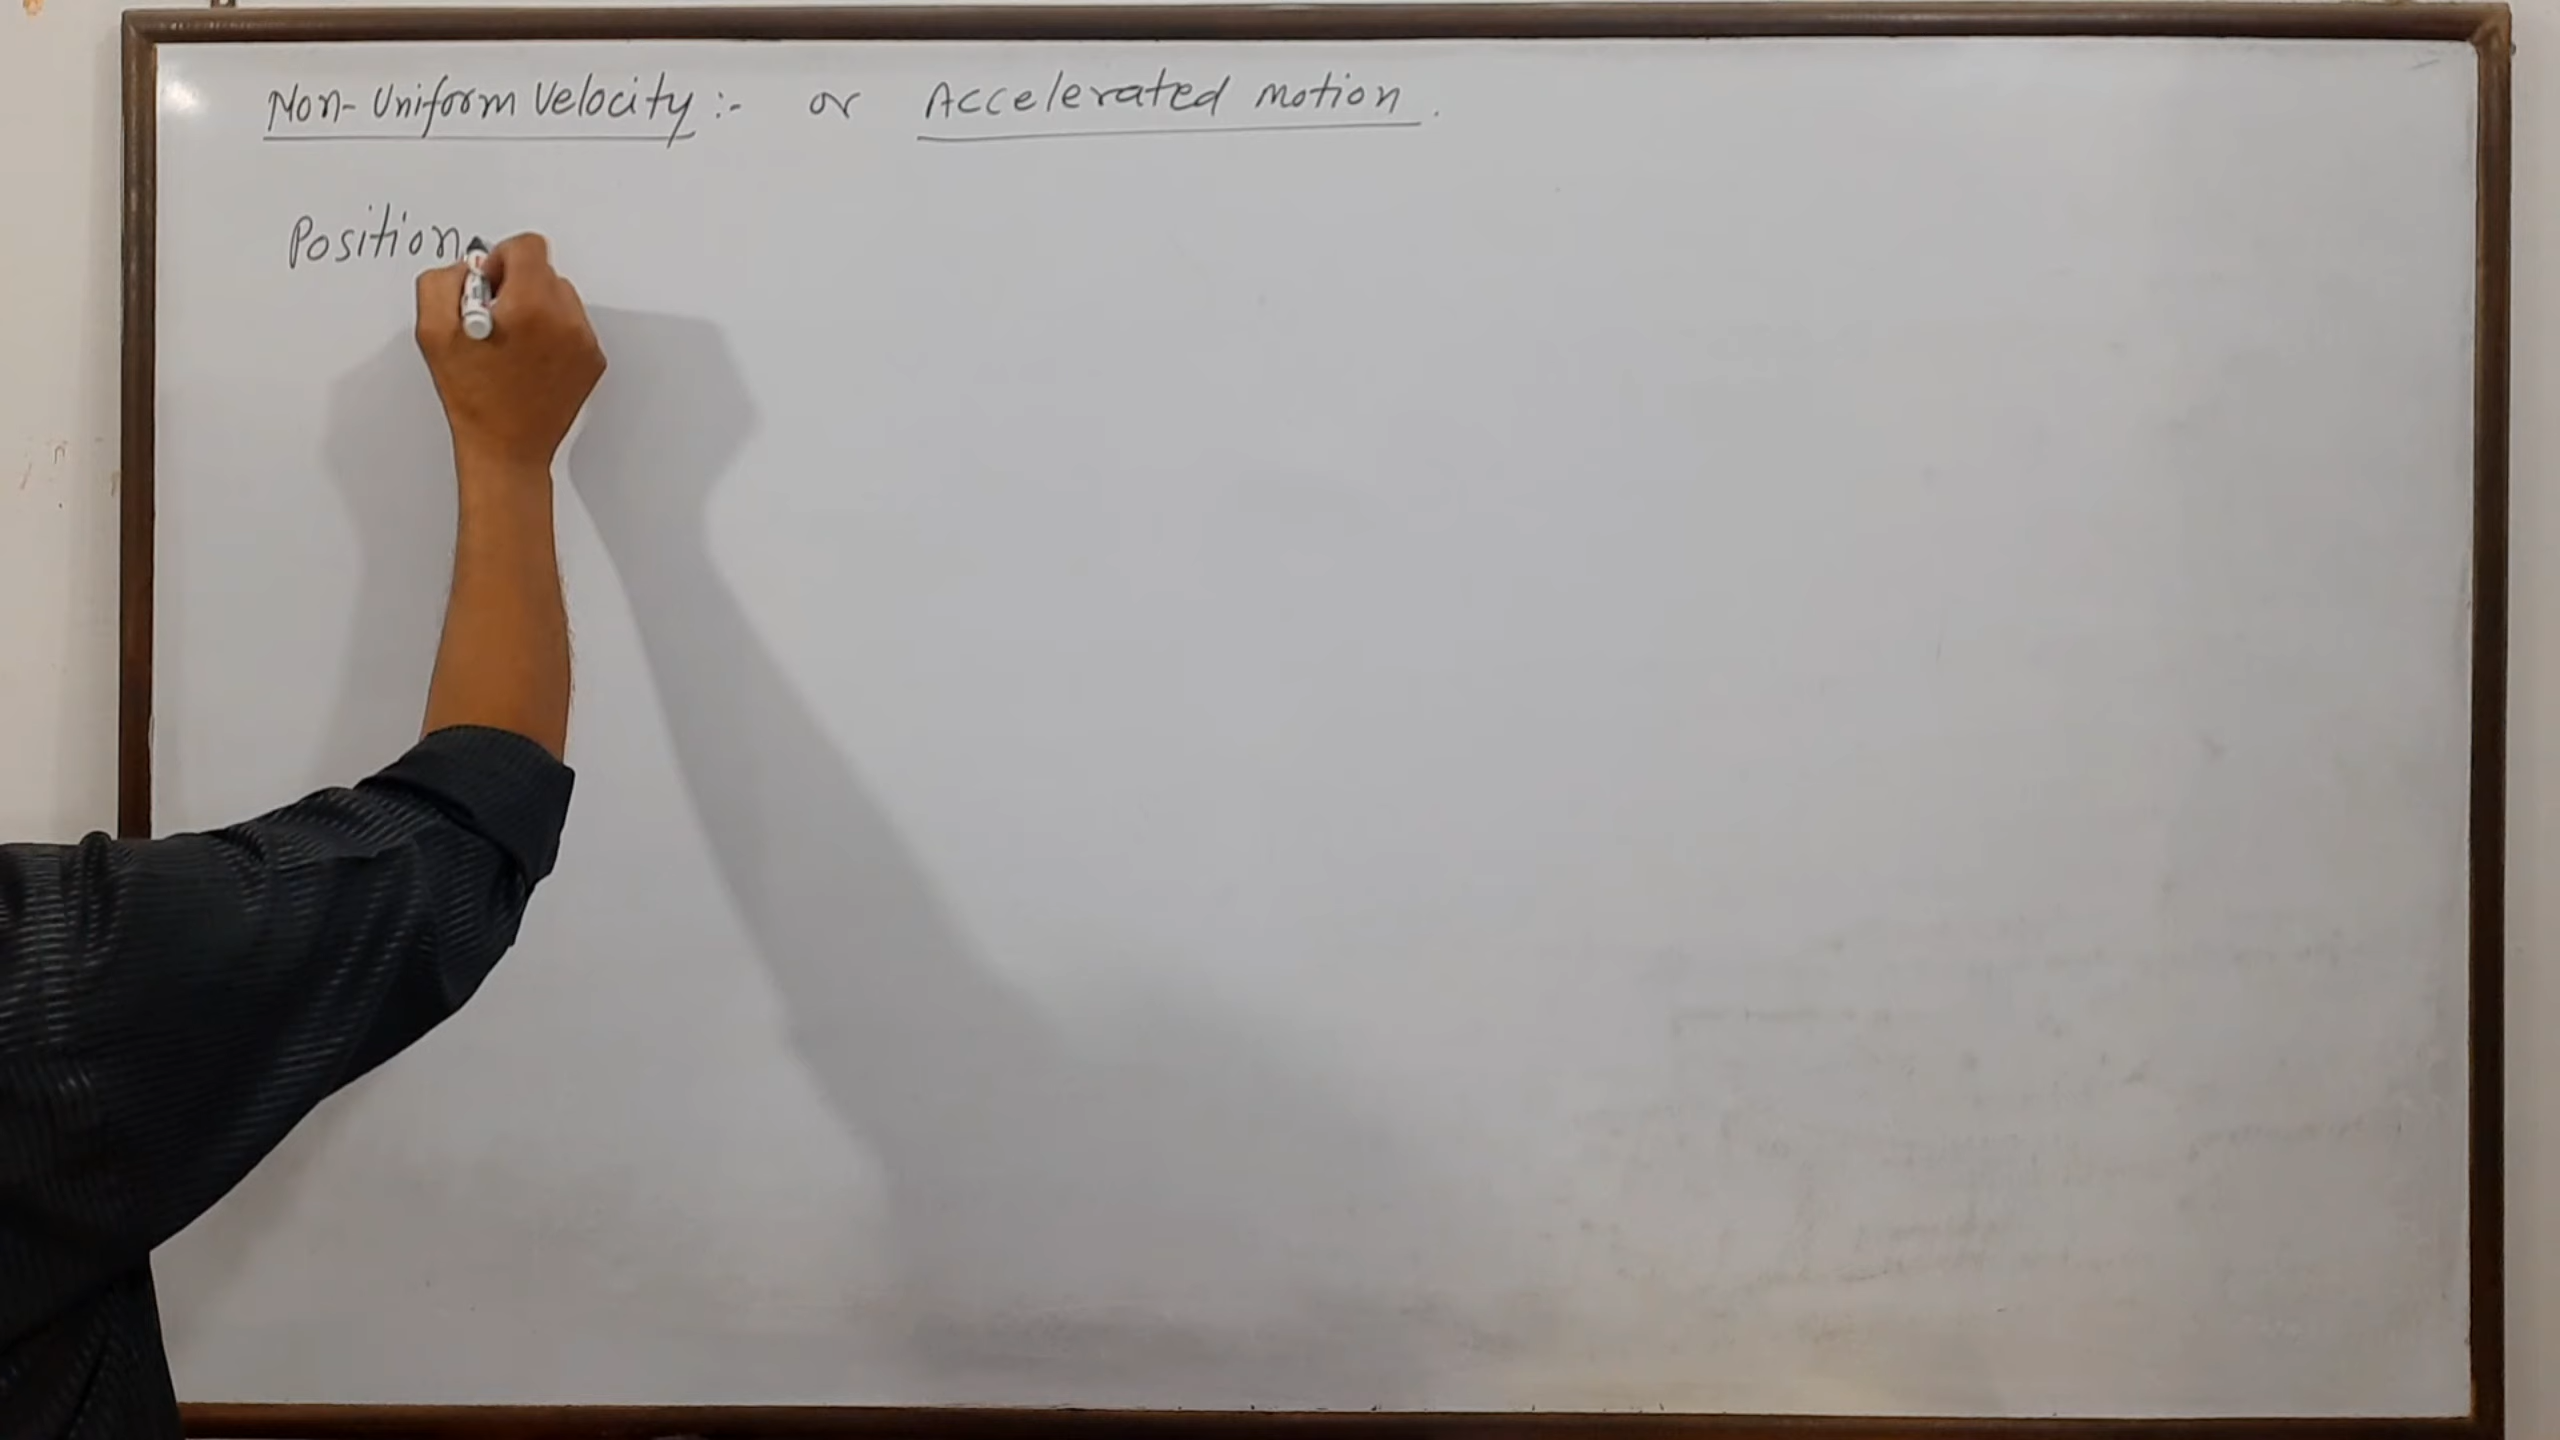 Non-Uniform Velocity :- or Accelerated motion.
Position